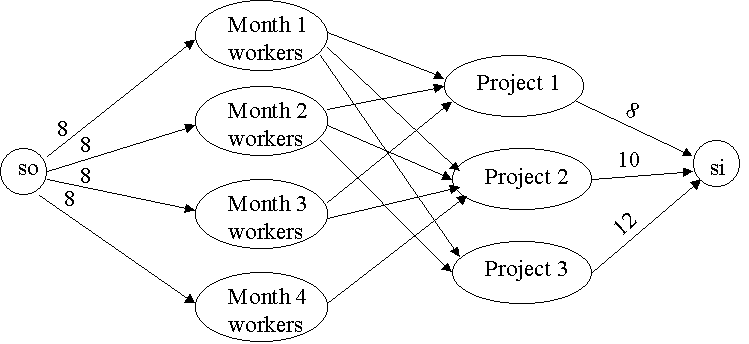 Month 1
workers
8
8
8
8
so
Month 2
workers
Month 3
workers
Month 4
workers
Project 1
Project 2
Project 3
8
10
12
si